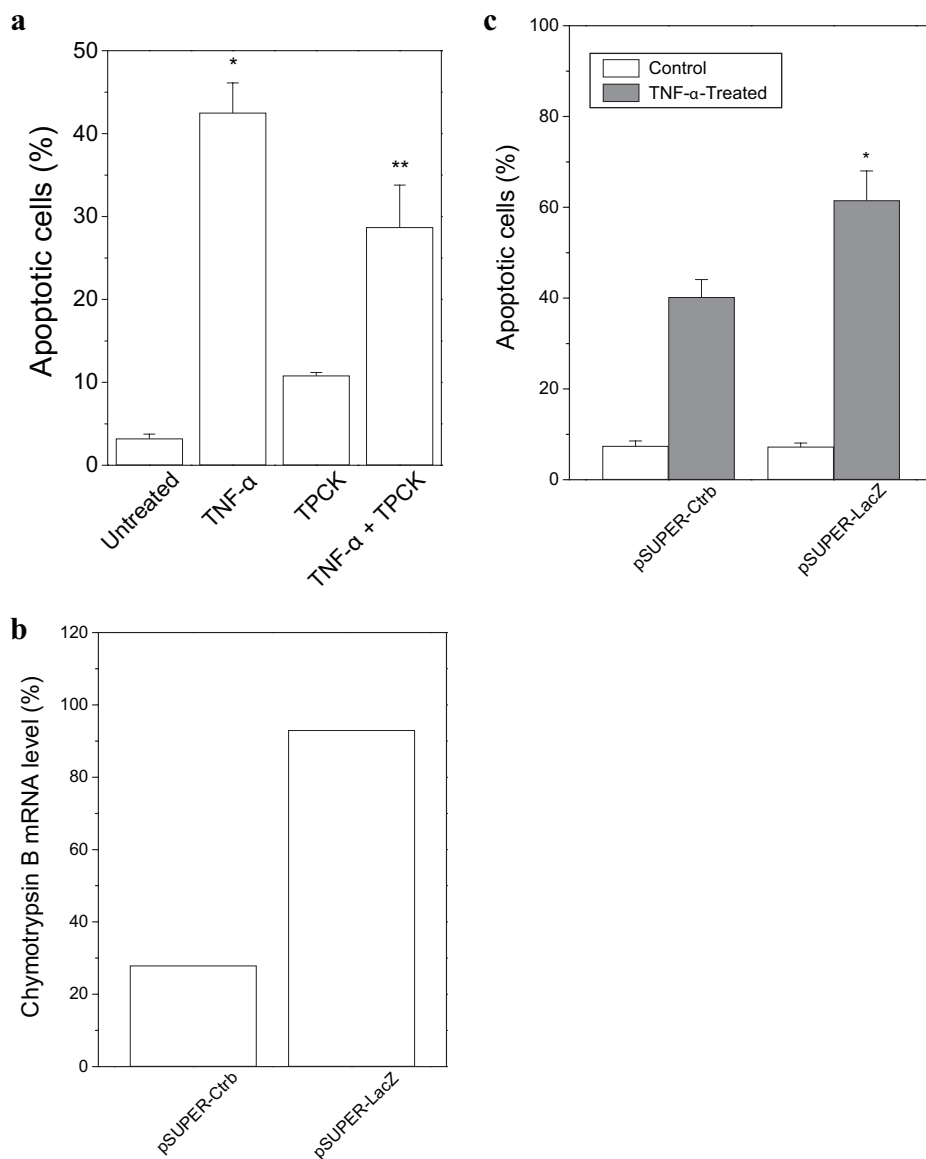 a
Apoptotic cells (%)
50
40
30
20
10
0
*
**
Untreated
TNF-α
TPCK
TNF-α + TPCK
c
Apoptotic cells (%)
100
80
60
40
20
0
Control
TNF-α-Treated
*
pSUPER-Ctrb
pSUPER-LacZ
b
Chymotrypsin B mRNA level (%)
120
100
80
60
40
20
0
pSUPER-Ctrb
pSUPER-LacZ